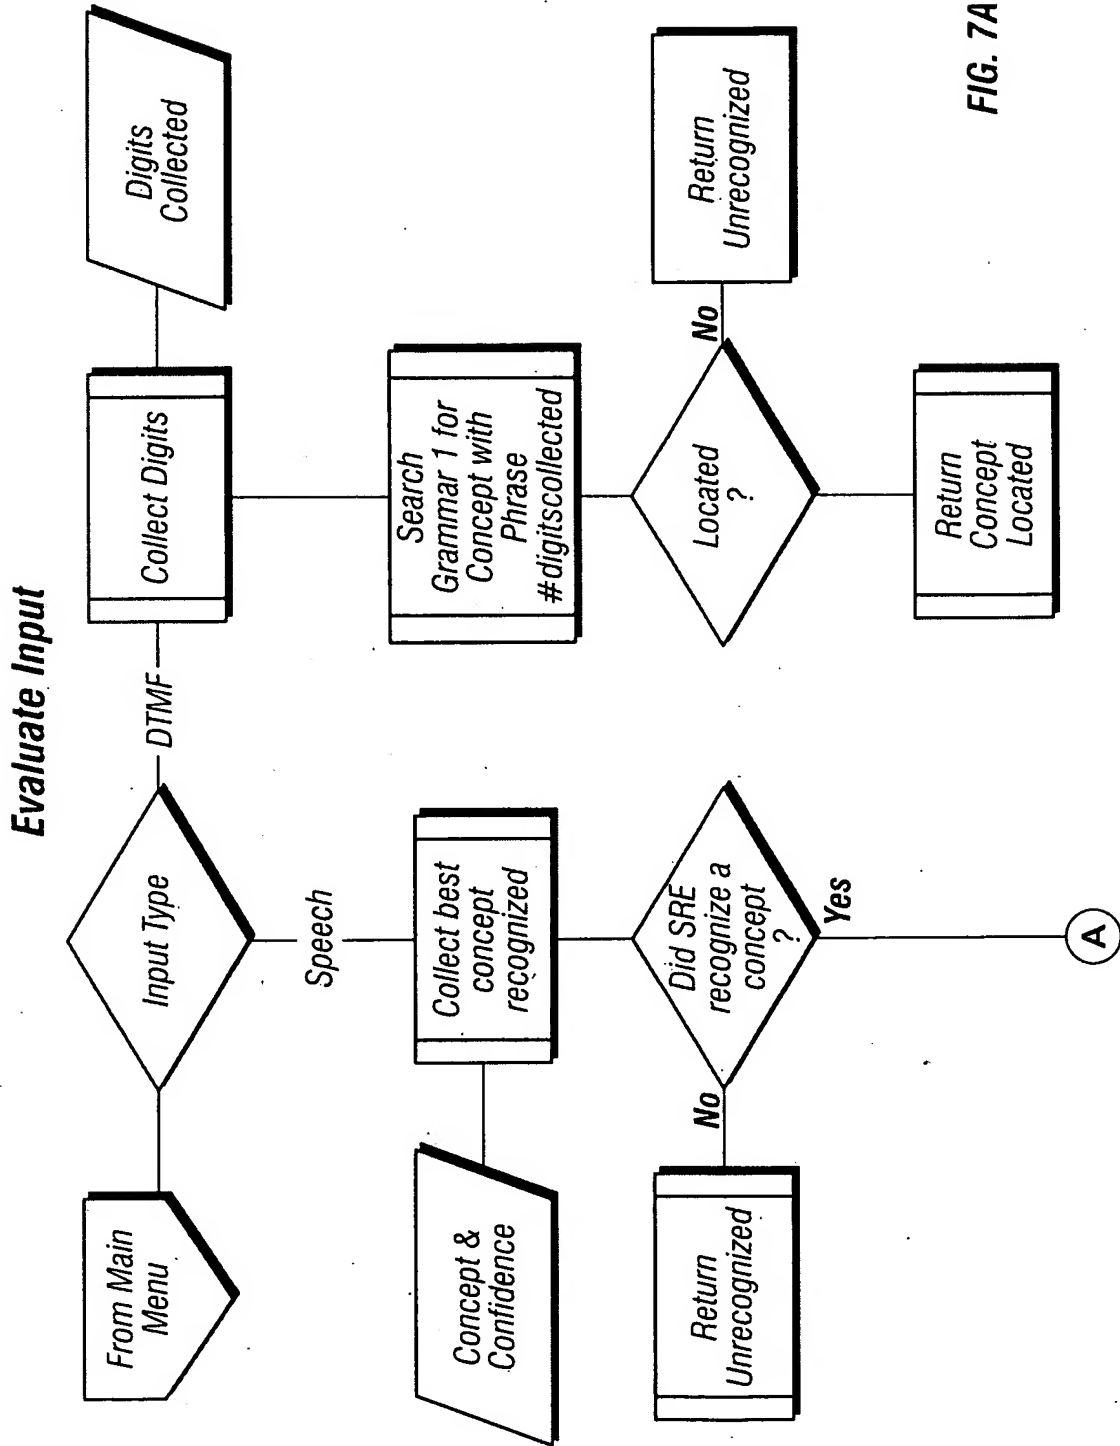 Evaluate Input
From Main
Menu
Input Type
DTMF
Collect Digits
Digits
Collected
Speech
Concept &
Confidence
Collect best
concept
recognized
Search
Grammar 1 for
Concept with
Phrase
#digitscollected
Return
Unrecognized
No
Did SRE
recognize a
concept
?
Yes
Located
?
No
Return
Unrecognized
Return
Concept
Located
A
FIG. 7A